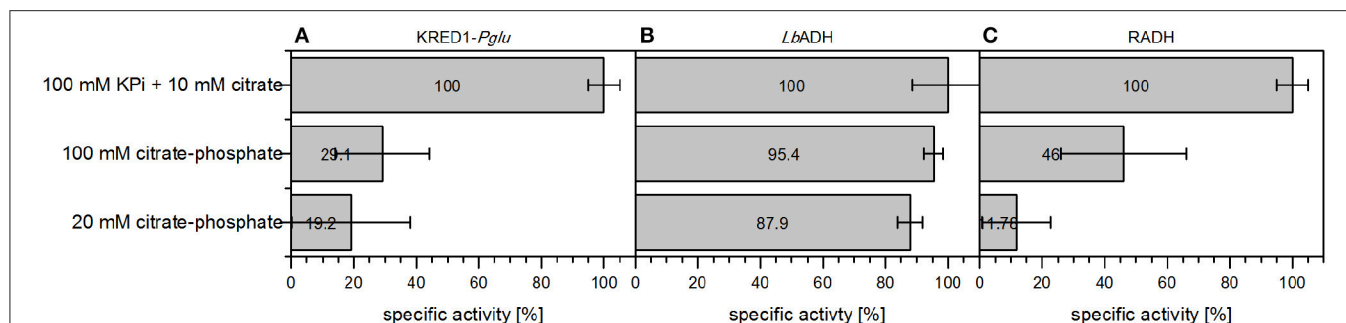 A KRED1-Pglu B LbADH C RADH
100 mM KPi + 10 mM citrate 100 100 100
100 mM citrate-phosphate 29.1 95.4 46
20 mM citrate-phosphate 19.2 87.9 1.78
0 20 40 60 80 100 0 20 40 60 80 100 0 20 40 60 80 100
specific activity [%] specific activity [%] specific activity [%]